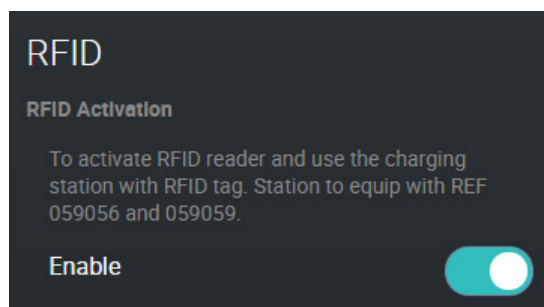 RFID
RFID Activation
To activate RFID reader and use the charging
station with RFID tag. Station to equip with REF
059056 and 059059.
Enable